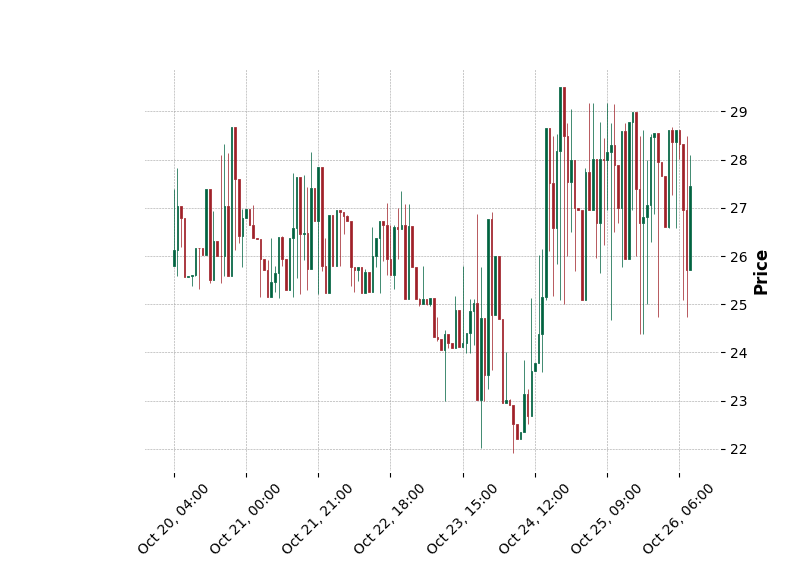 29
28
27
26
25
24
23
22
Price
Oct 20, 04:00
Oct 21, 00:00
Oct 21, 21:00
Oct 22, 18:00
Oct 23, 15:00
Oct 24, 12:00
Oct 25, 09:00
Oct 26, 06:00